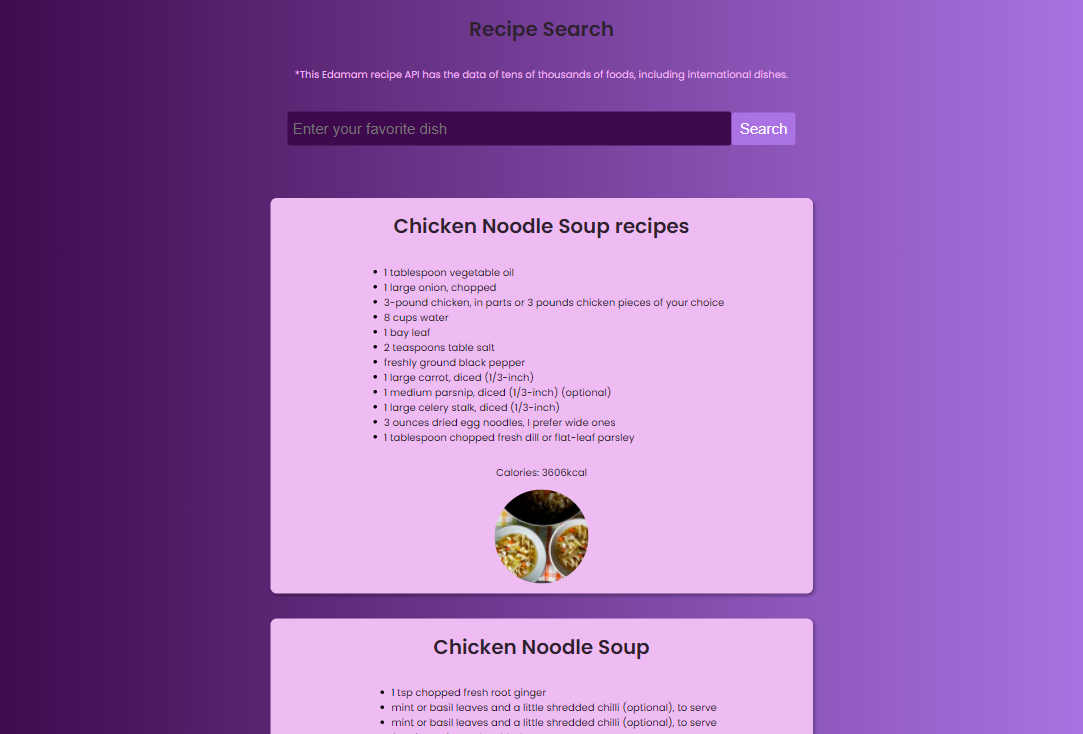 Recipe Search
*This Edamam recipe API has the data of tens of thousands of foods, including international dishes.
Enter your favorite dish Search
Chicken Noodle Soup recipes
1 tablespoon vegetable oil
1 large onion, chopped
3-pound chicken, in parts or 3 pounds chicken pieces of your choice
8 cups water
1 bay leaf
2 teaspoons table salt
freshly ground black pepper
1 large carrot, diced (1/3-inch)
1 medium parsnip, diced (1/3-inch) (optional)
1 large celery stalk, diced (1/3-inch)
3 ounces dried egg noodles, I prefer wide ones
1 tablespoon chopped fresh dill or flat-leaf parsley
Calories: 3606kcal
Chicken Noodle Soup
1 tsp chopped fresh root ginger
mint or basil leaves and a little shredded chilli (optional), to serve
mint or basil leaves and a little shredded chilli (optional), to serve